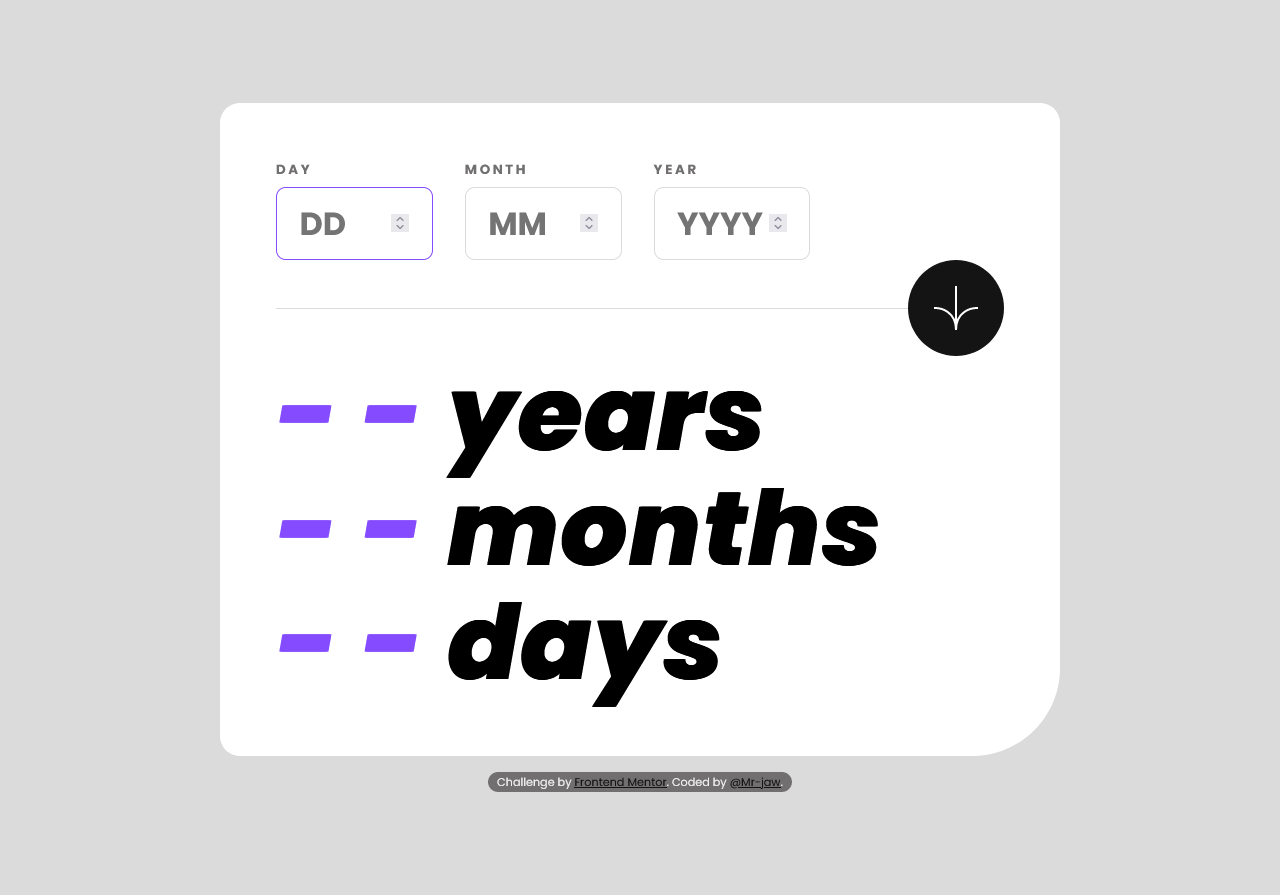 DAY MONTH YEAR
DD MM YYYY
- - years
- - months
- - days
Challenge by Frontend Mentor. Coded by @Mr-jaw.